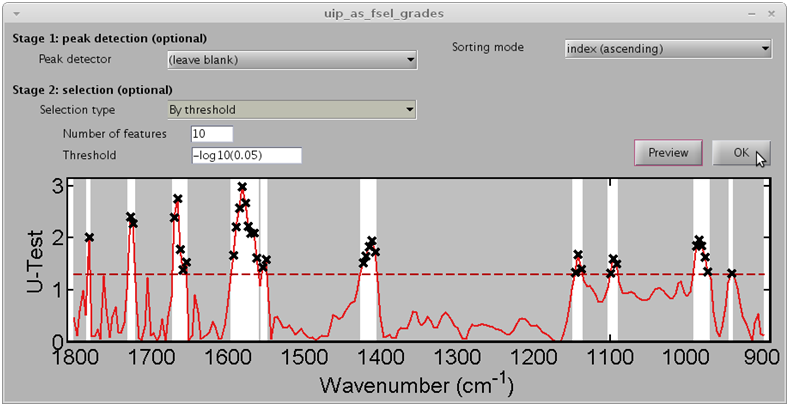 uip_as_fsel_grades
Stage 1: peak detection (optional)
Peak detector (leave blank)
Sorting mode index (ascending)
Stage 2: selection (optional)
Selection type By threshold
Number of features 10
Threshold -log10(0.05)
Preview OK
3
2
1
0
U-Test
1800 1700 1600 1500 1400 1300 1200 1100 1000 900
Wavenumber (cm⁻¹)